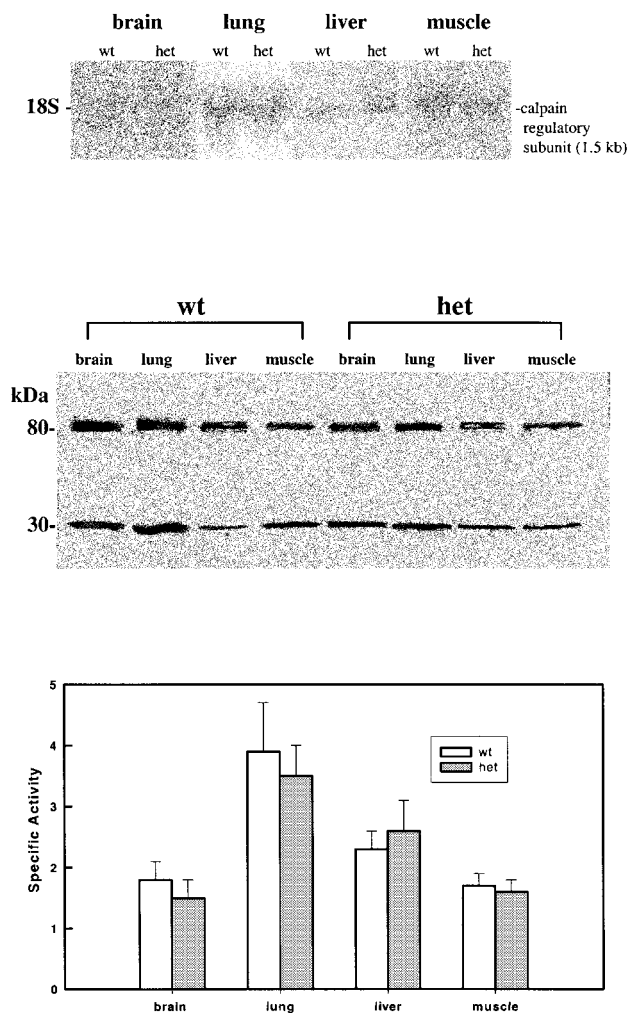 brain lung liver muscle
wt het wt het wt het wt het
18S -calpain
regulatory
subunit (1.5 kb)
wt het
brain lung liver muscle brain lung liver muscle
kDa
80-
30-
5
4
3
2
1
0
Specific Activity
wt
het
brain lung liver muscle